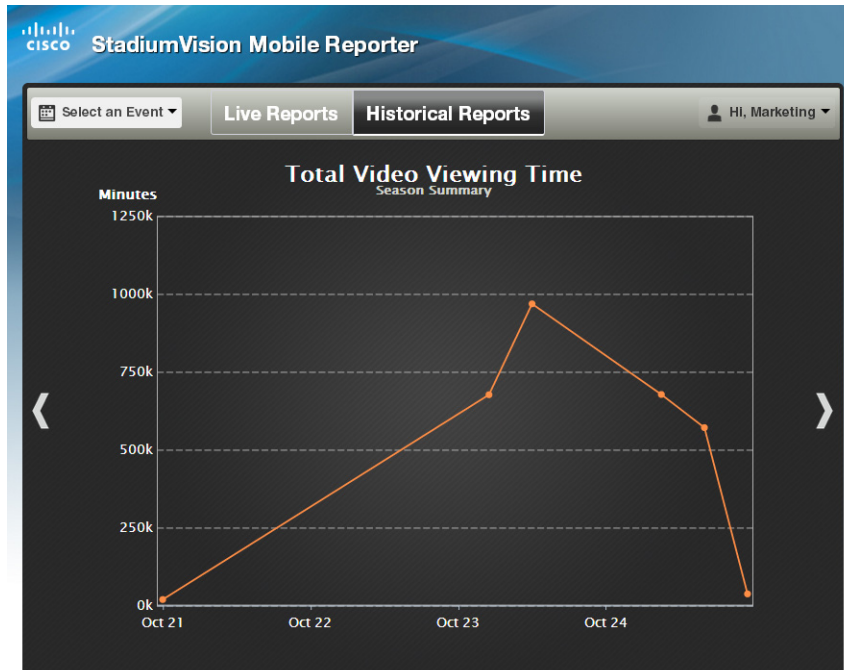 CISCO
StadiumVision Mobile Reporter
Select an Event
Live Reports
Historical Reports
Hi, Marketing
Total Video Viewing Time
Season Summary
Minutes
1250k
1000k
750k
500k
250k
0k
Oct 21
Oct 22
Oct 23
Oct 24